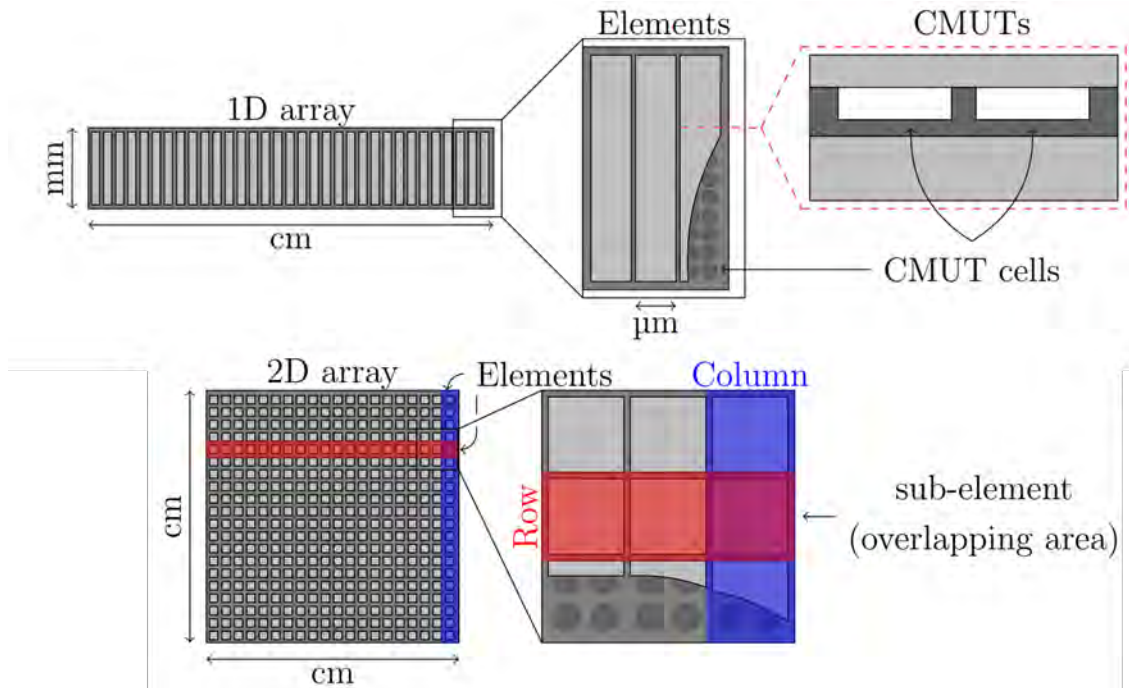 Elements
CMUTs
1D array
mm
cm
µm
CMUT cells
2D array
Elements
Column
cm
Row
sub-element
(overlapping area)
cm